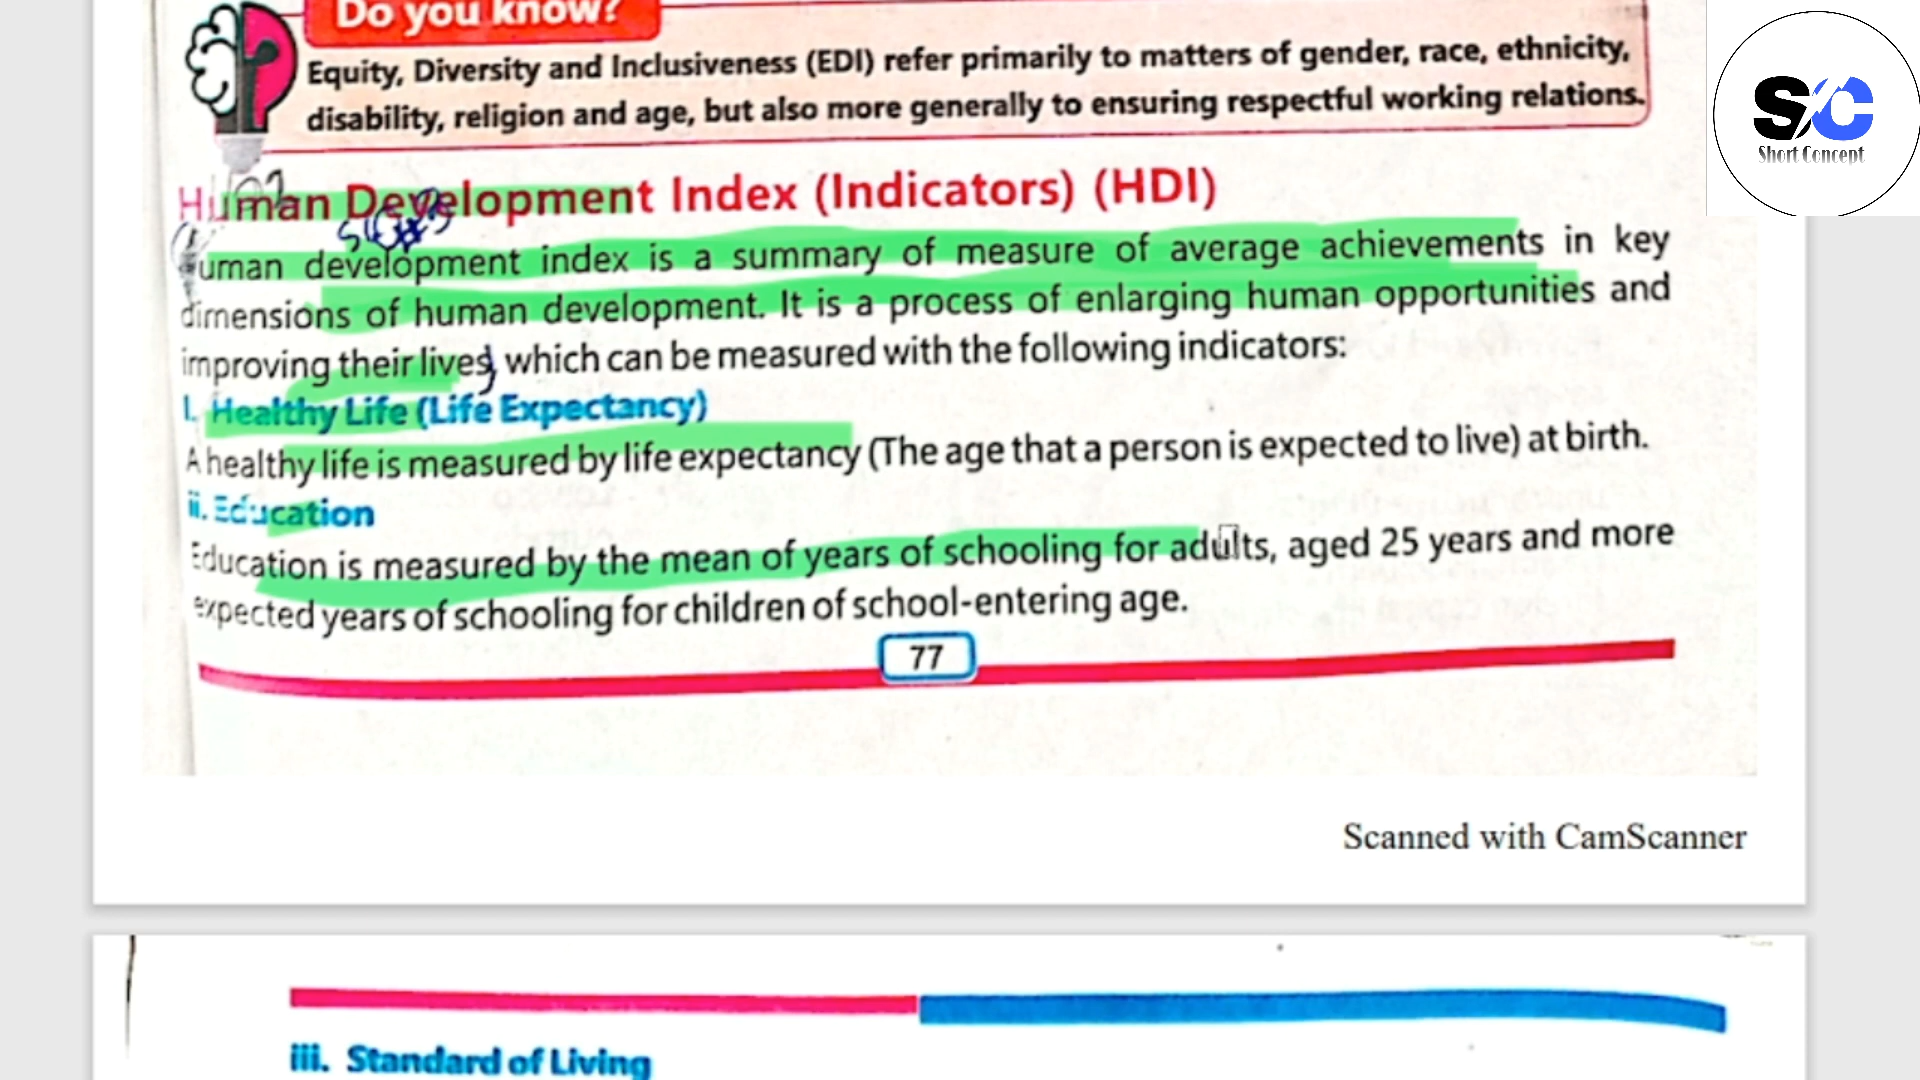 Do you know?
Equity, Diversity and Inclusiveness (EDI) refer primarily to matters of gender, race, ethnicity,
disability, religion and age, but also more generally to ensuring respectful working relations.
SC
Short Concept
Human Development Index (Indicators) (HDI)
uman development index is a summary of measure of average achievements in key
dimensions of human development. It is a process of enlarging human opportunities and
improving their lives, which can be measured with the following indicators:
I. Healthy Life (Life Expectancy)
A healthy life is measured by life expectancy (The age that a person is expected to live) at birth.
ii. Education
Education is measured by the mean of years of schooling for adults, aged 25 years and more
expected years of schooling for children of school-entering age.
77
Scanned with CamScanner
iii. Standard of Living